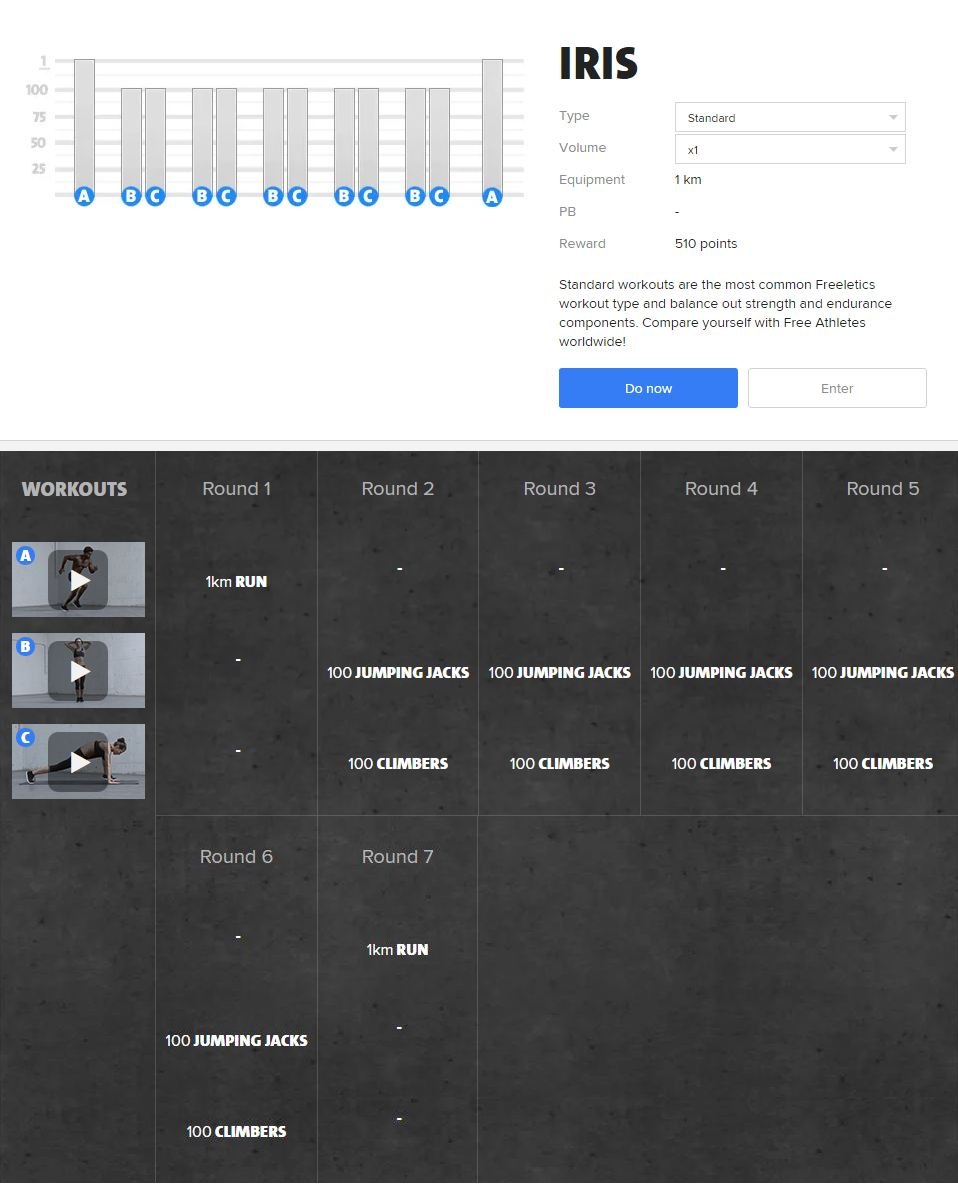 IRIS
1
100
75
50
25
A B C B C B C B C B C A
Type Standard
Volume x1
Equipment 1 km
PB -
Reward 510 points
Standard workouts are the most common Freeletics
workout type and balance out strength and endurance
components. Compare yourself with Free Athletes
worldwide!
Do now Enter
WORKOUTS Round 1 Round 2 Round 3 Round 4 Round 5
A 1km RUN - - - -
B - 100 JUMPING JACKS 100 JUMPING JACKS 100 JUMPING JACKS 100 JUMPING JACKS
C - 100 CLIMBERS 100 CLIMBERS 100 CLIMBERS 100 CLIMBERS
Round 6 Round 7
- 1km RUN
100 JUMPING JACKS -
100 CLIMBERS -